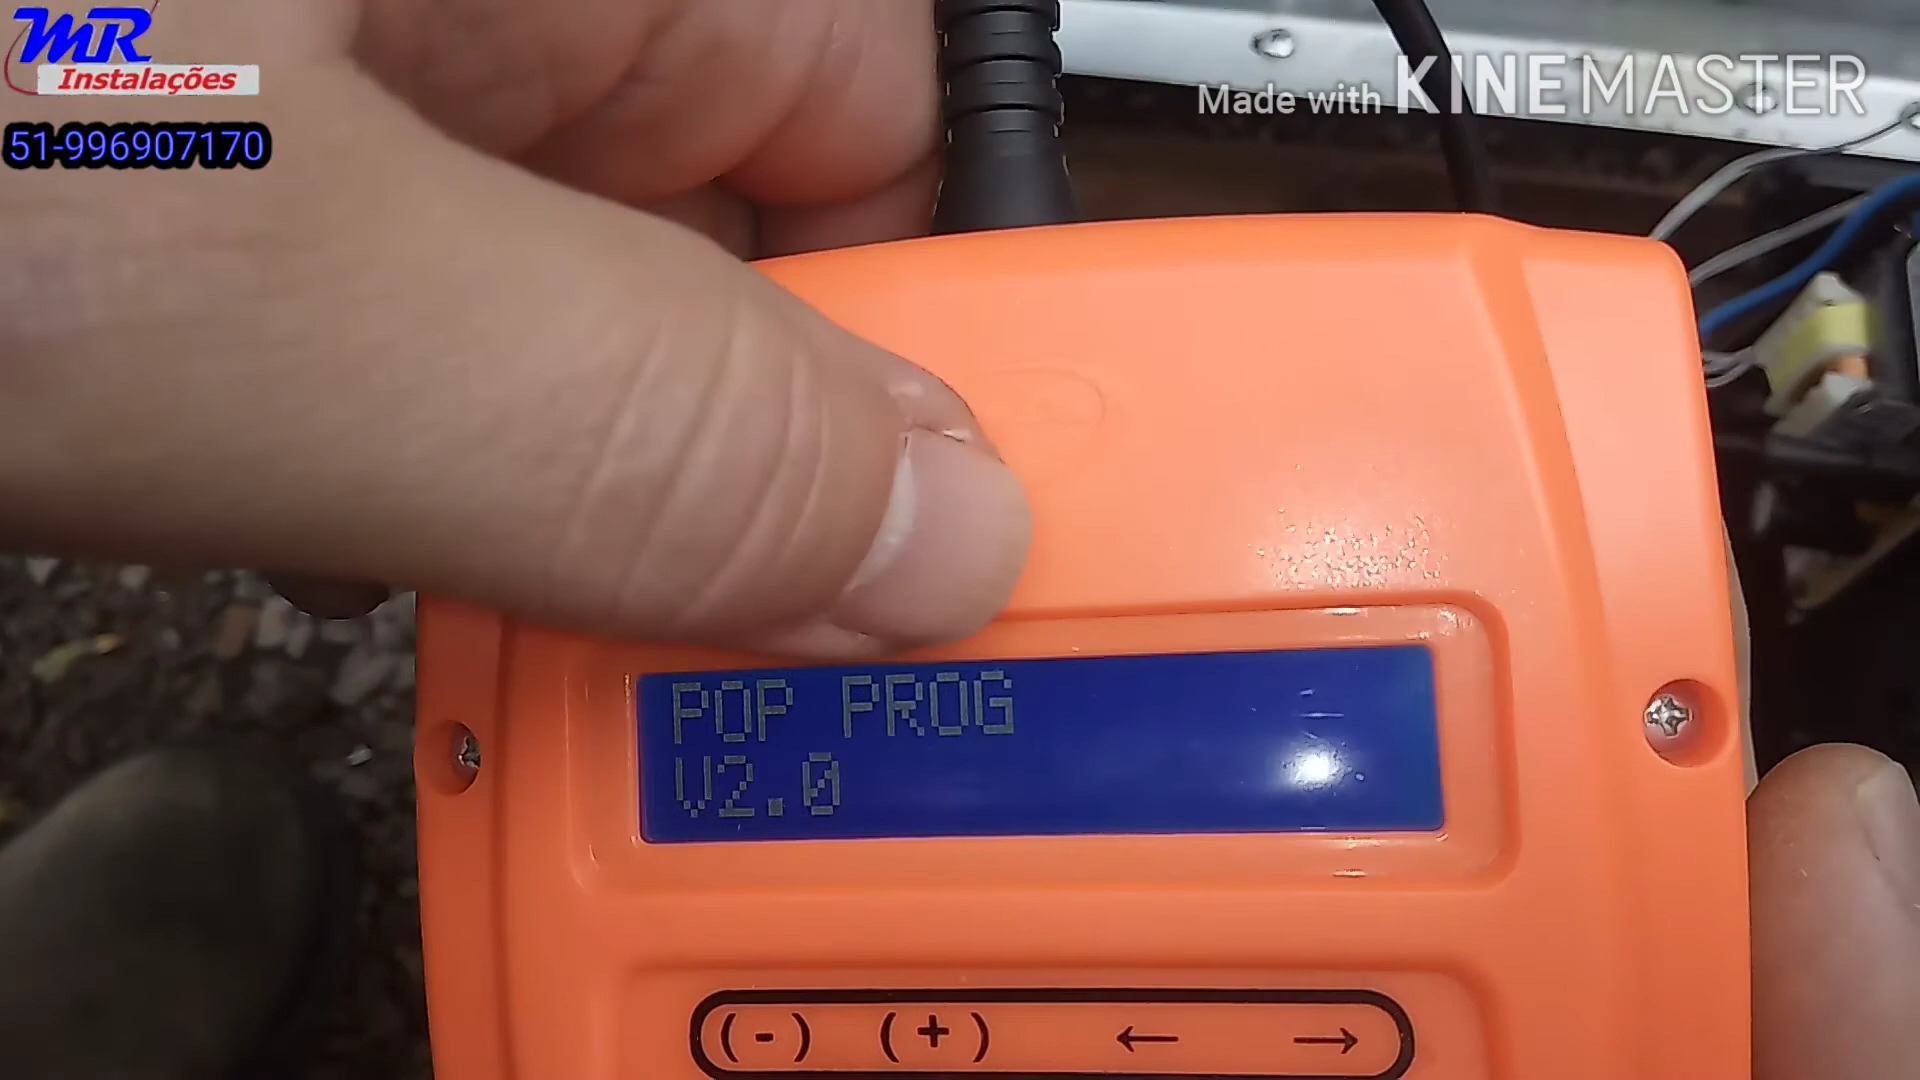 MR
Instalações
51-996907170
Made with KINEMASTER
POP PROG
V2.0
(-) (+) ← →